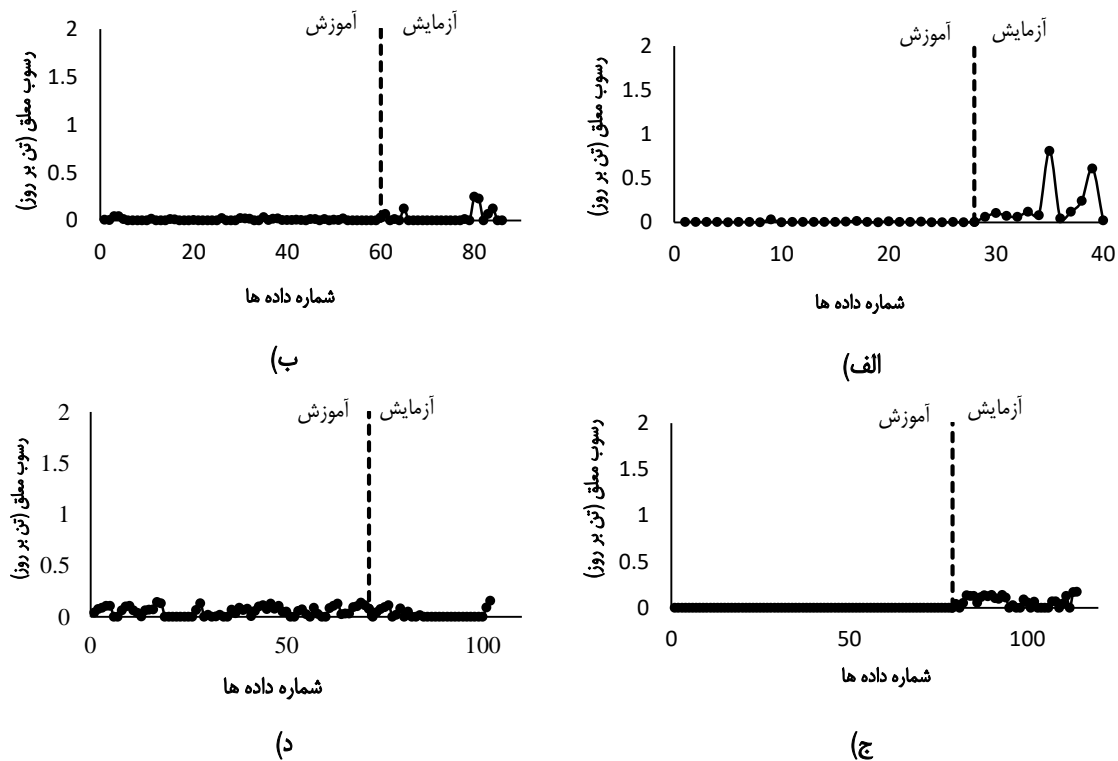 آموزش
آزمایش
2
1.5
1
0.5
0
0
10
20
30
40
رسوب معلق (تن بر روز)
شماره داده ها
الف)
آموزش
آزمایش
2
1.5
1
0.5
0
0
20
40
60
80
رسوب معلق (تن بر روز)
شماره داده ها
ب)
آموزش
آزمایش
2
1.5
1
0.5
0
0
50
100
رسوب معلق (تن بر روز)
شماره داده ها
ج)
آموزش
آزمایش
2
1.5
1
0.5
0
0
50
100
رسوب معلق (تن بر روز)
شماره داده ها
د)